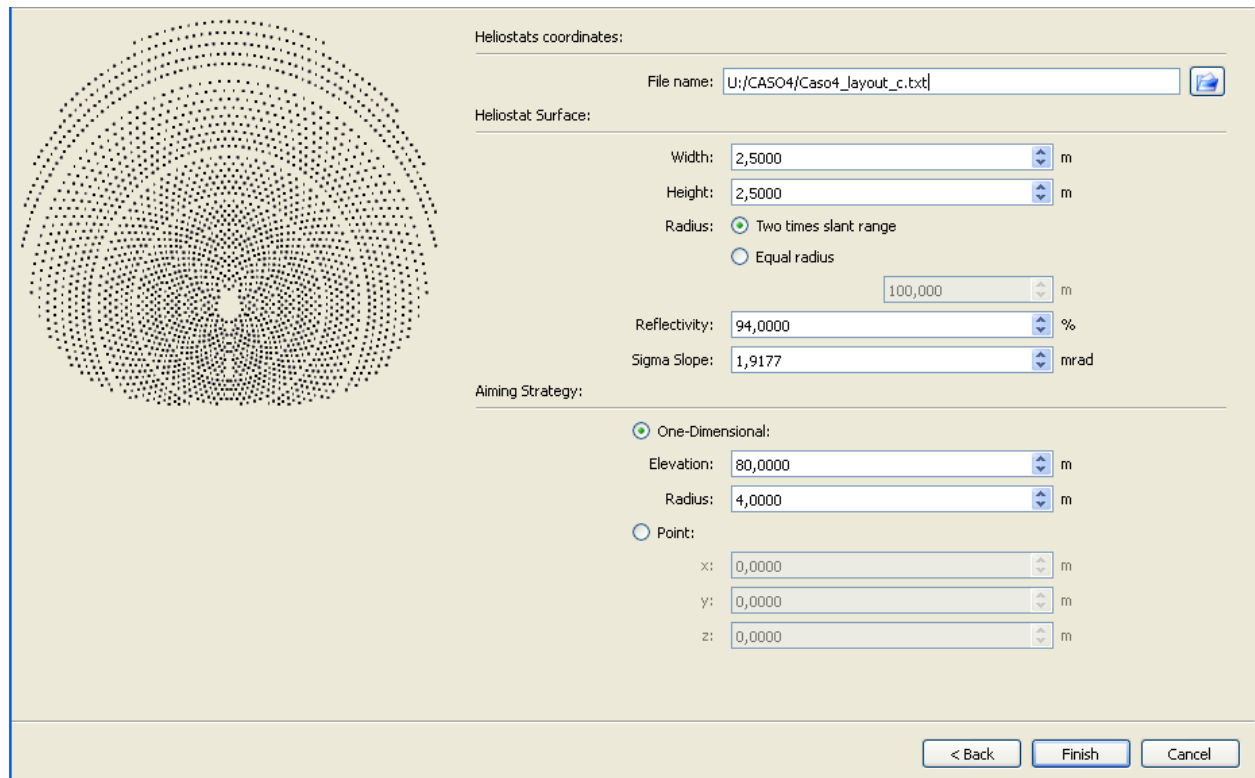 Heliostats coordinates:
File name: U:/CASO4/Caso4_layout_c.txt
Heliostat Surface:
Width: 2,5000 m
Height: 2,5000 m
Radius: Two times slant range
Equal radius
100,000 m
Reflectivity: 94,0000 %
Sigma Slope: 1,9177 mrad
Aiming Strategy:
One-Dimensional:
Elevation: 80,0000 m
Radius: 4,0000 m
Point:
x: 0,0000 m
y: 0,0000 m
z: 0,0000 m
< Back Finish Cancel